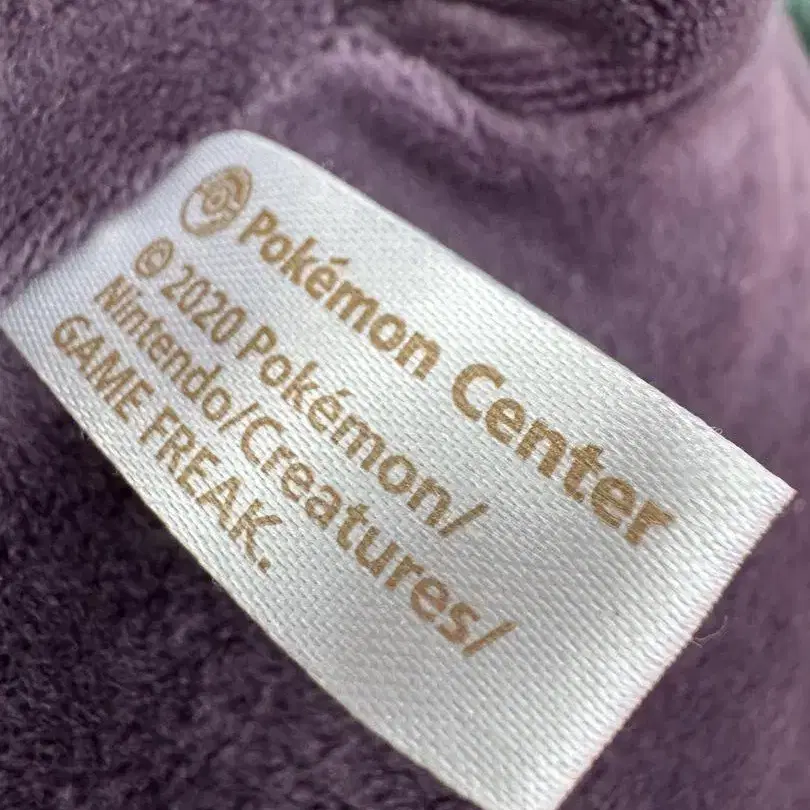 Pokémon Center
© 2020 Pokémon/
Nintendo/Creatures/
GAME FREAK.